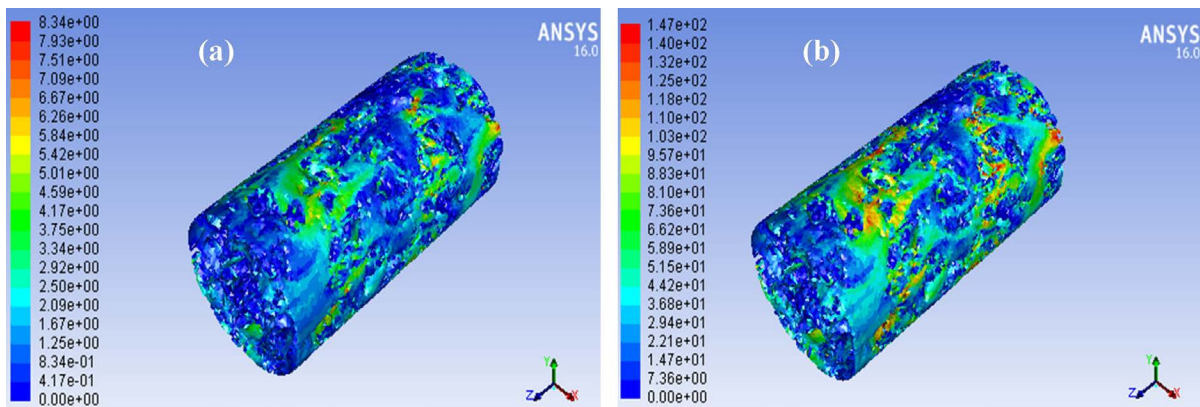 8.34e+00
7.93e+00
7.51e+00
7.09e+00
6.67e+00
6.26e+00
5.84e+00
5.42e+00
5.01e+00
4.59e+00
4.17e+00
3.75e+00
3.34e+00
2.92e+00
2.50e+00
2.09e+00
1.67e+00
1.25e+00
8.34e-01
4.17e-01
0.00e+00
(a)
ANSYS
16.0
Y
Z
X
1.47e+02
1.40e+02
1.32e+02
1.25e+02
1.18e+02
1.10e+02
1.03e+02
9.57e+01
8.83e+01
8.10e+01
7.36e+01
6.62e+01
5.89e+01
5.15e+01
4.42e+01
3.68e+01
2.94e+01
2.21e+01
1.47e+01
7.36e+00
0.00e+00
(b)
ANSYS
16.0
Y
Z
X